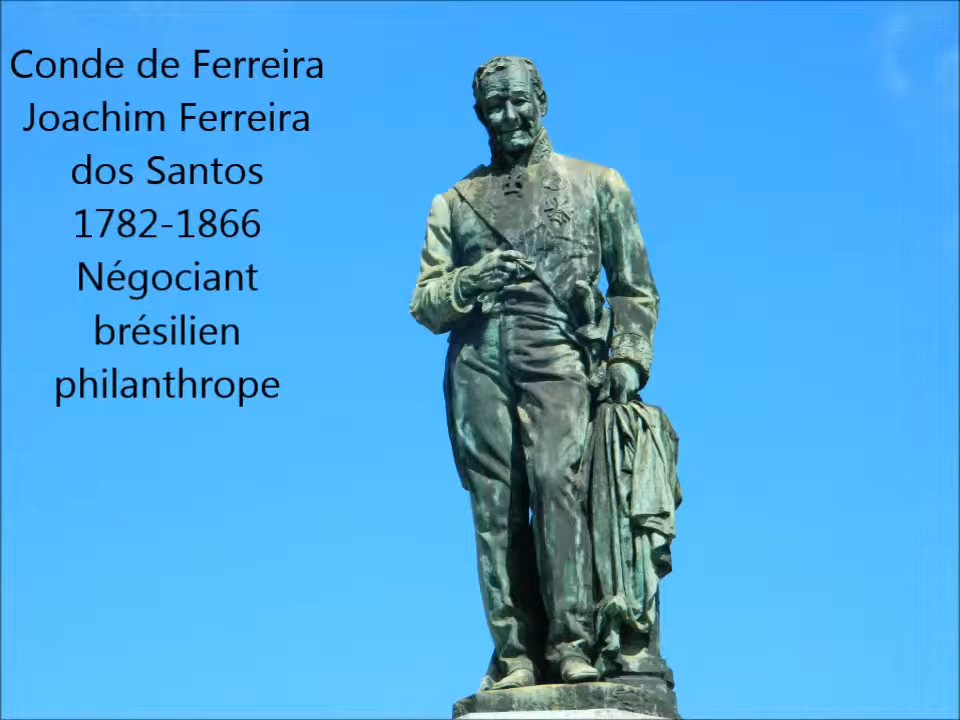 Conde de Ferreira
Joachim Ferreira
dos Santos
1782-1866
Négociant
brésilien
philanthrope